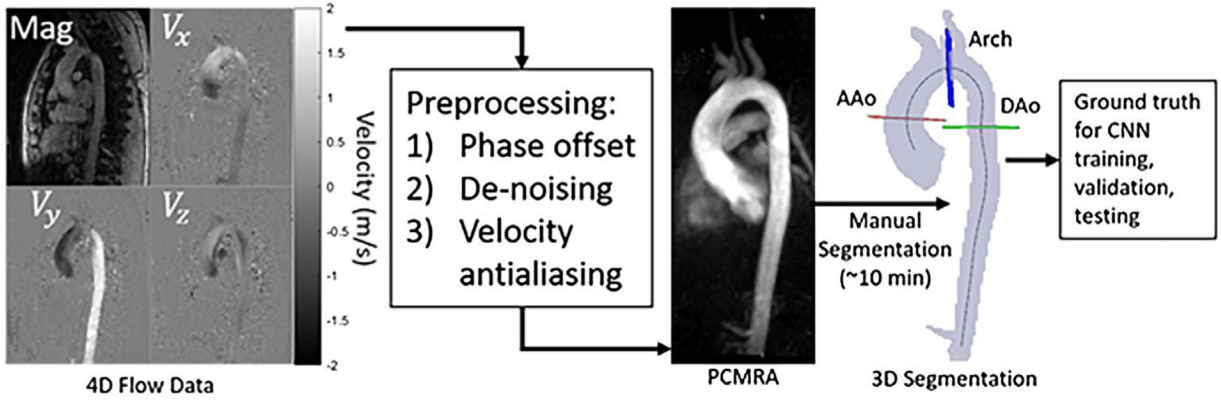 Mag
Vx
Vy
Vz
2
1.5
1
0.5
0
-0.5
-1
-1.5
-2
Velocity (m/s)
4D Flow Data
Preprocessing:
1) Phase offset
2) De-noising
3) Velocity
antialiasing
PCMRA
Manual
Segmentation
(~10 min)
Arch
AAo
DAo
3D Segmentation
Ground truth
for CNN
training,
validation,
testing